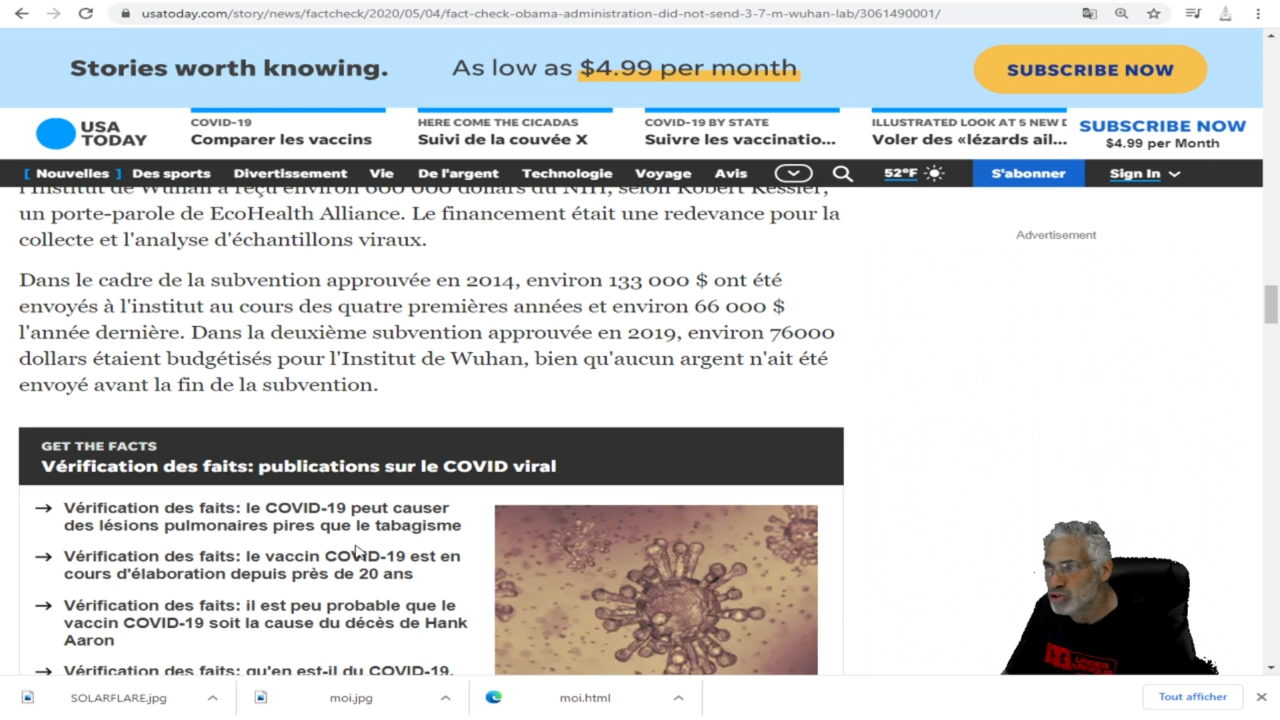 usatoday.com/story/news/factcheck/2020/05/04/fact-check-obama-administration-did-not-send-3-7-m-wuhan-lab/3061490001/
Stories worth knowing.
As low as $4.99 per month
SUBSCRIBE NOW
USA
TODAY
COVID-19
Comparer les vaccins
HERE COME THE CICADAS
Suivi de la couvée X
COVID-19 BY STATE
Suivre les vaccinatio...
ILLUSTRATED LOOK AT 5 NEW D
Voler des «lézards ail...
SUBSCRIBE NOW
$4.99 per Month
[ Nouvelles ] Des sports Divertissement Vie De l'argent Technologie Voyage Avis 52°F S'abonner Sign In
l'Institut de Wuhan a reçu environ 600 000 dollars du NIH, selon Robert Kessler,
un porte-parole de EcoHealth Alliance. Le financement était une redevance pour la
collecte et l'analyse d'échantillons viraux.
Advertisement
Dans le cadre de la subvention approuvée en 2014, environ 133 000 $ ont été
envoyés à l'institut au cours des quatre premières années et environ 66 000 $
l'année dernière. Dans la deuxième subvention approuvée en 2019, environ 76000
dollars étaient budgétisés pour l'Institut de Wuhan, bien qu'aucun argent n'ait été
envoyé avant la fin de la subvention.
GET THE FACTS
Vérification des faits: publications sur le COVID viral
→ Vérification des faits: le COVID-19 peut causer
des lésions pulmonaires pires que le tabagisme
→ Vérification des faits: le vaccin COVID-19 est en
cours d'élaboration depuis près de 20 ans
→ Vérification des faits: il est peu probable que le
vaccin COVID-19 soit la cause du décès de Hank
Aaron
→ Vérification des faits: qu'en est-il du COVID-19,
UNDER
SOLARFLARE.jpg
moi.jpg
moi.html
Tout afficher